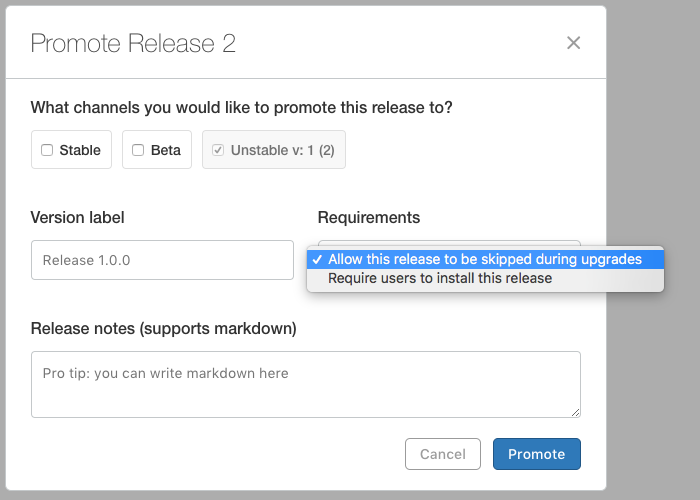 Promote Release 2
What channels you would like to promote this release to?
Stable
Beta
Unstable v: 1 (2)
Version label
Requirements
Release 1.0.0
Allow this release to be skipped during upgrades
Require users to install this release
Release notes (supports markdown)
Pro tip: you can write markdown here
Cancel
Promote